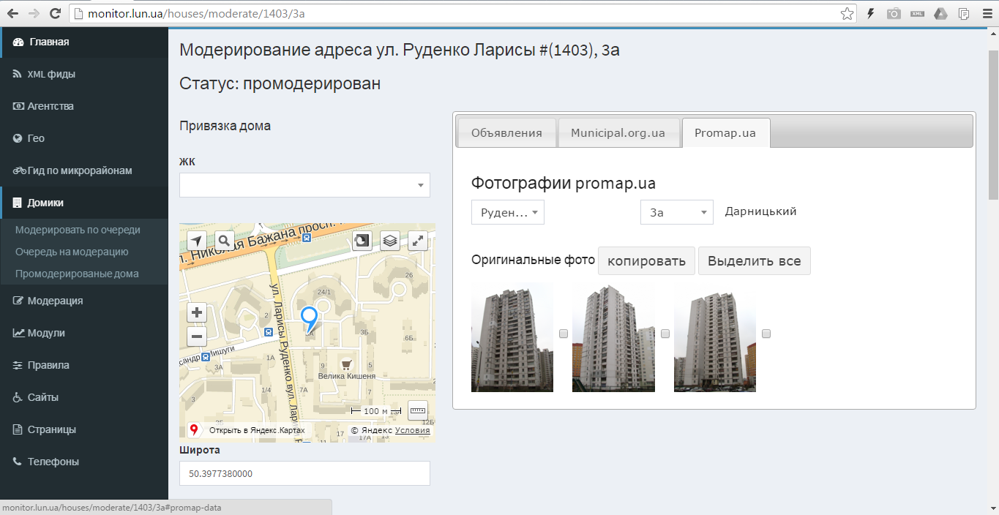 monitor.lun.ua/houses/moderate/1403/3a
XML
Главная
XML фиды
Агентства
Гео
Гид по микрорайонам
Домики
Модерировать по очереди
Очередь на модерацию
Промодерированые дома
Модерация
Модули
Правила
Сайты
Страницы
Телефоны
Модерирование адреса ул. Руденко Ларисы #(1403), 3а
Статус: промодерирован
Привязка дома
ЖК
л. Николая Бажана просп.
26
24/1
2
3А
3Б
6Б
ул. Ларисы Руденко
вул. Лари
сандр Мишуги
3А
1А
9
5
Велика Кишеня
1/4
7А
7
3
100 м
12Б
17
17А
Открыть в Яндекс.Картах
© Яндекс Условия
Широта
50.3977380000
Объявления
Municipal.org.ua
Promap.ua
Фотографии promap.ua
Руден...
3а
Дарницький
Оригинальные фото
копировать
Выделить все
monitor.lun.ua/houses/moderate/1403/3a#promap-data